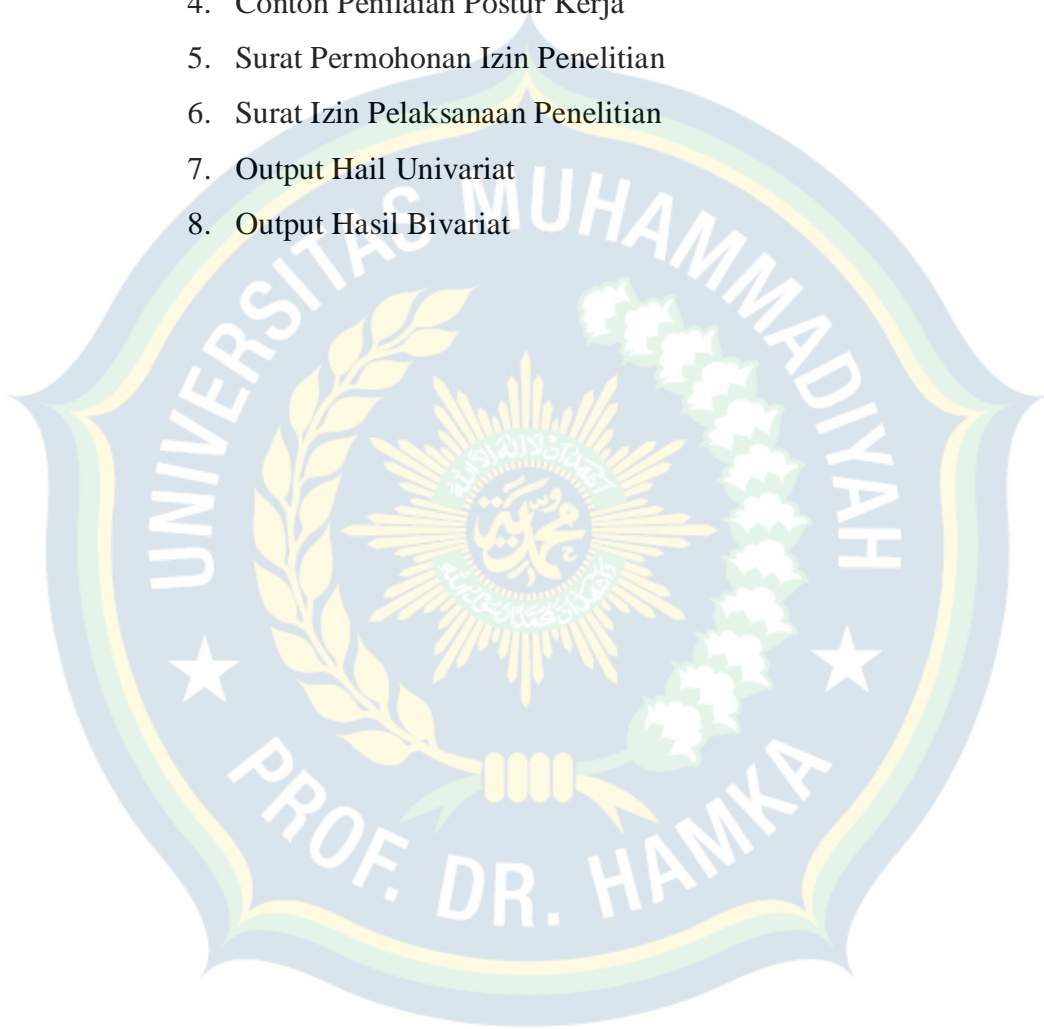 4. Contoh Penilaian Postur Kerja
5. Surat Permohonan Izin Penelitian
6. Surat Izin Pelaksanaan Penelitian
7. Output Hail Univariat
8. Output Hasil Bivariat
UNIVERSITAS MUHAMMADIYAH
PROF. DR. HAMKA